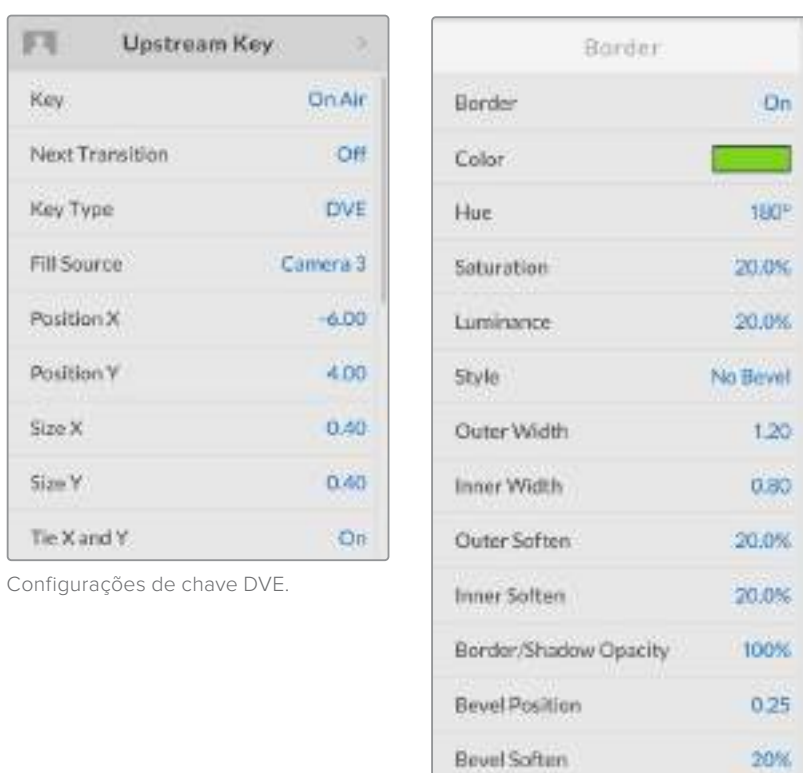 Upstream Key
Key On Air
Next Transition Off
Key Type DVE
Fill Source Camera 3
Position X -6.00
Position Y 4.00
Size X 0.40
Size Y 0.40
Tie X and Y On
Configurações de chave DVE.
Border
Border On
Color
Hue 180°
Saturation 20.0%
Luminance 20.0%
Style No Bevel
Outer Width 1.20
Inner Width 0.80
Outer Soften 20.0%
Inner Soften 20.0%
Border/Shadow Opacity 100%
Bevel Position 0.25
Bevel Soften 20%